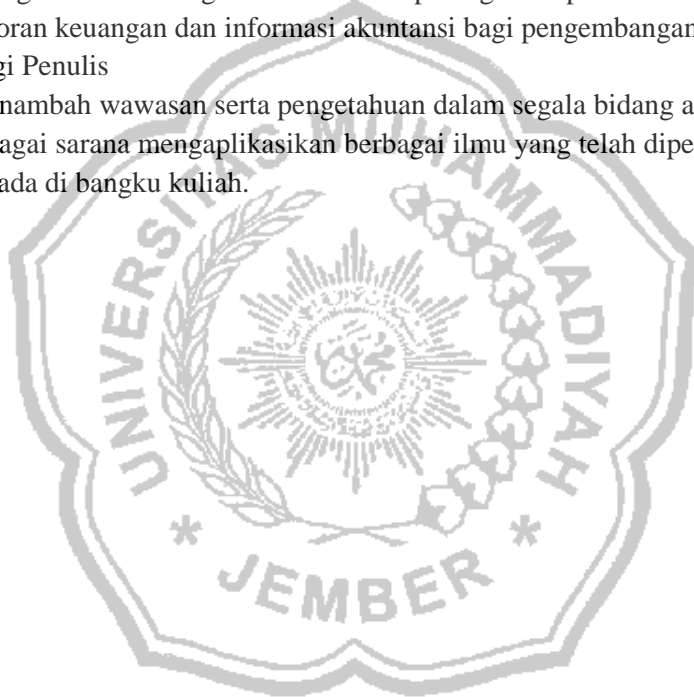 oran keuangan dan informasi akuntansi bagi pengembangan
gi Penulis
nambah wawasan serta pengetahuan dalam segala bidang a
agai sarana mengaplikasikan berbagai ilmu yang telah dipe
ada di bangku kuliah.
UNIVERSITAS MUHAMMADIYAH
* JEMBER *